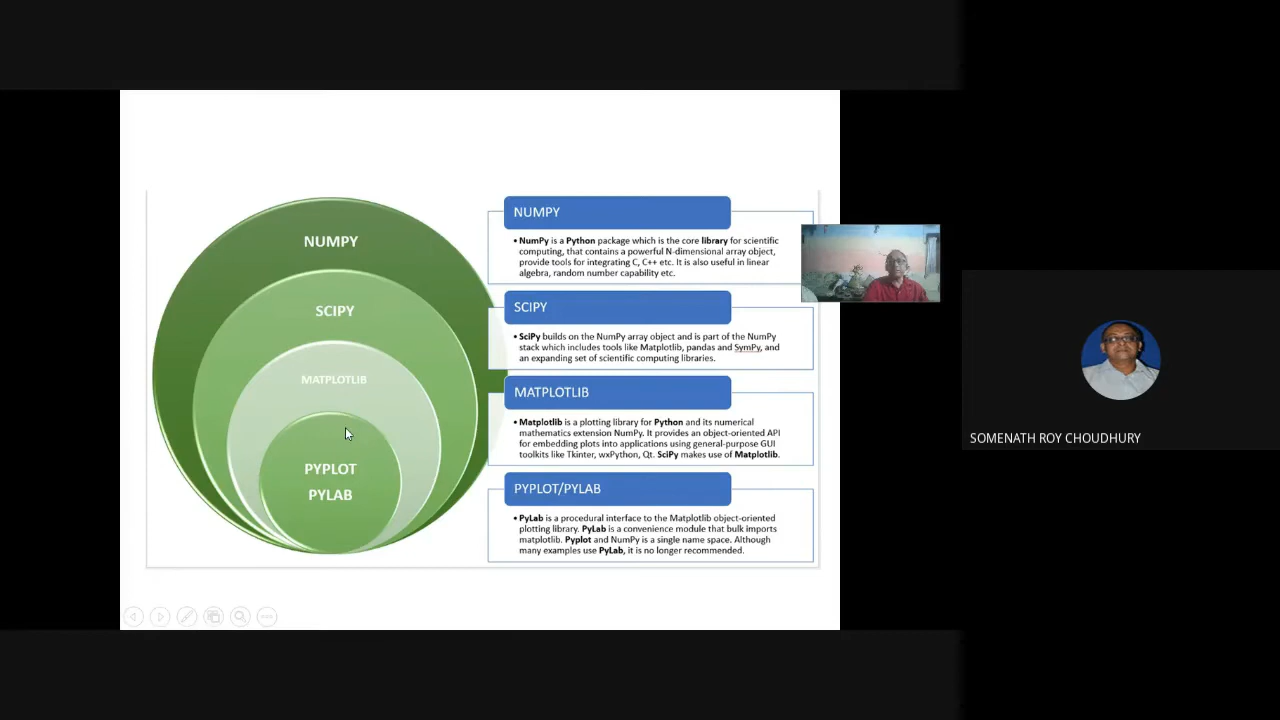 NUMPY
SCIPY
MATPLOTLIB
PYPLOT
PYLAB
NUMPY
• NumPy is a Python package which is the core library for scientific
computing, that contains a powerful N-dimensional array object,
provide tools for integrating C, C++ etc. It is also useful in linear
algebra, random number capability etc.
SCIPY
• SciPy builds on the NumPy array object and is part of the NumPy
stack which includes tools like Matplotlib, pandas and SymPy, and
an expanding set of scientific computing libraries.
MATPLOTLIB
• Matplotlib is a plotting library for Python and its numerical
mathematics extension NumPy. It provides an object-oriented API
for embedding plots into applications using general-purpose GUI
toolkits like Tkinter, wxPython, Qt. SciPy makes use of Matplotlib.
PYPLOT/PYLAB
• PyLab is a procedural interface to the Matplotlib object-oriented
plotting library. PyLab is a convenience module that bulk imports
matplotlib. Pyplot and NumPy is a single name space. Although
many examples use PyLab, it is no longer recommended.
SOMENATH ROY CHOUDHURY